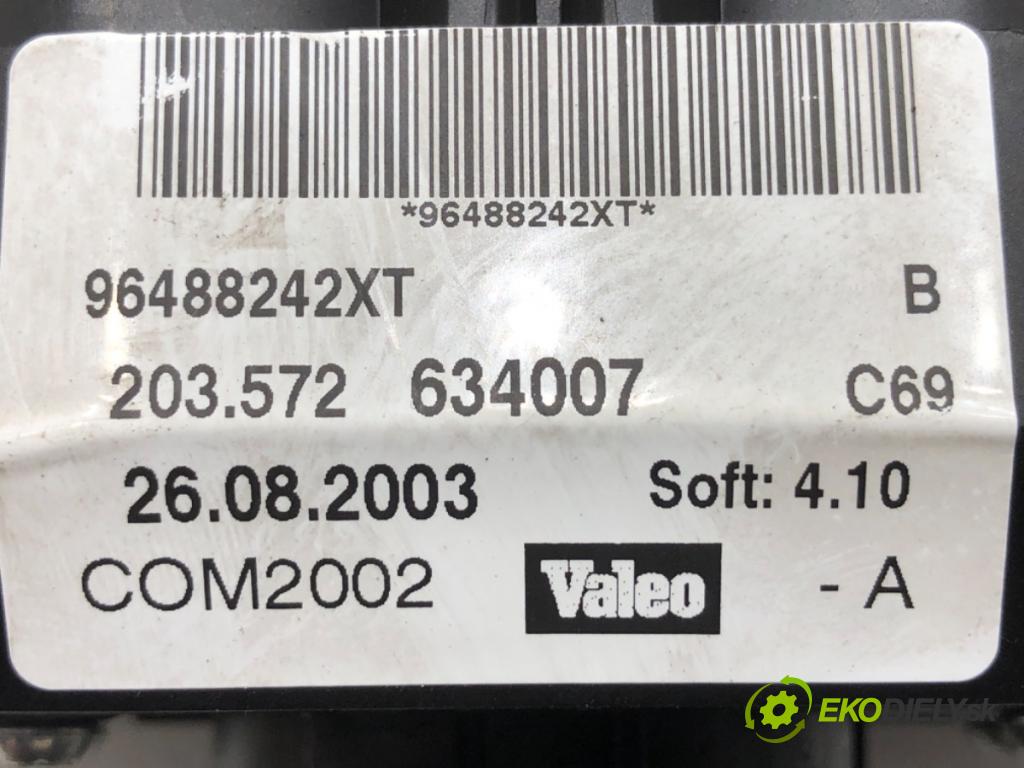 *96488242XT*
96488242XT B
203.572 634007 C69
26.08.2003 Soft: 4.10
COM2002 Valeo - A
EKODIELY.sk